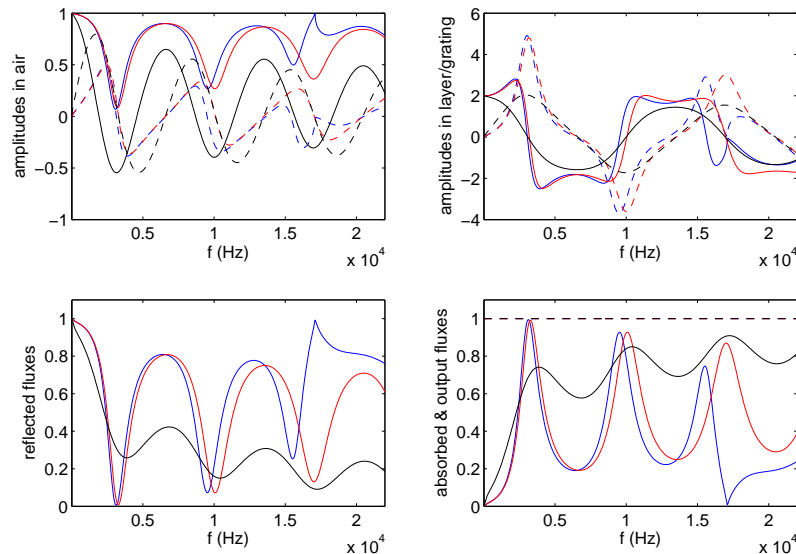 1
0.5
0
−0.5
−1
amplitudes in air
0.5 1 1.5 2
f (Hz)
x 10^4
6
4
2
0
−2
−4
amplitudes in layer/grating
0.5 1 1.5 2
f (Hz)
x 10^4
1
0.8
0.6
0.4
0.2
0
reflected fluxes
0.5 1 1.5 2
f (Hz)
x 10^4
1
0.8
0.6
0.4
0.2
0
absorbed & output fluxes
0.5 1 1.5 2
f (Hz)
x 10^4